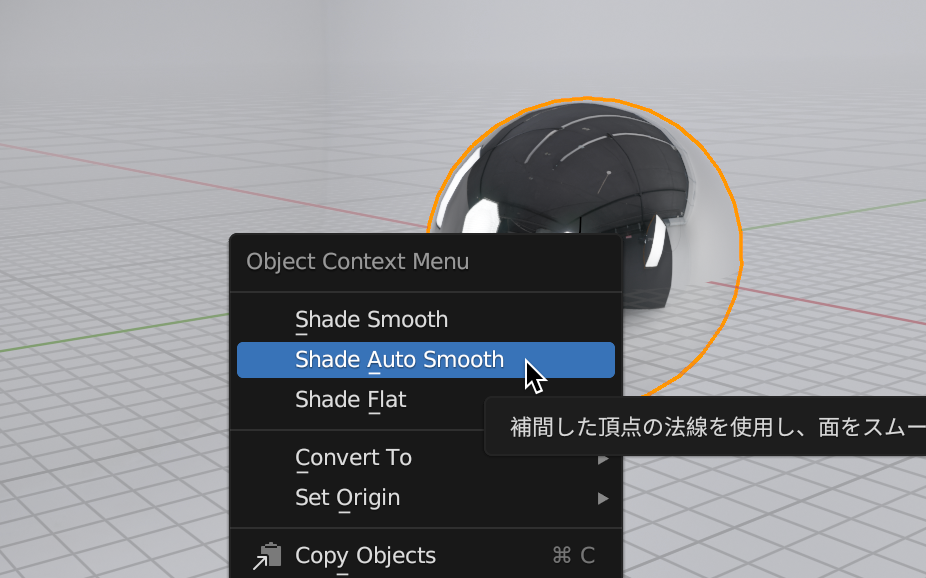 Object Context Menu
Shade Smooth
Shade Auto Smooth
Shade Flat
補間した頂点の法線を使用し、面をスムー
Convert To
Set Origin
Copy Objects ⌘ C